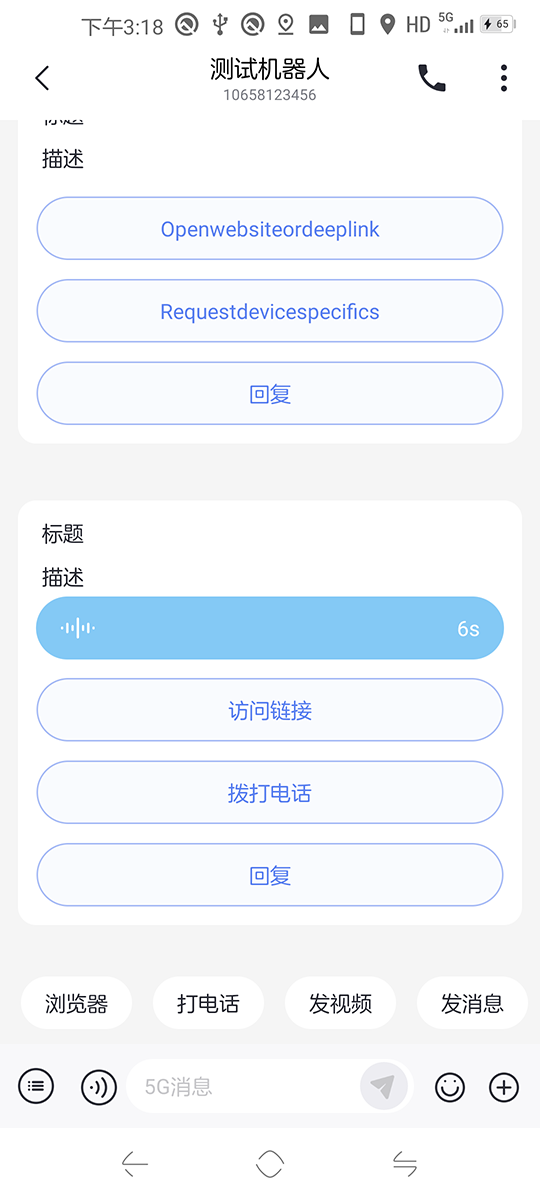 下午3:18 HD 5G 65
测试机器人
10658123456
标题
描述
Openwebsiteordeeplink
Requestdevicespecifics
回复
标题
描述
6s
访问链接
拨打电话
回复
浏览器 打电话 发视频 发消息
5G消息